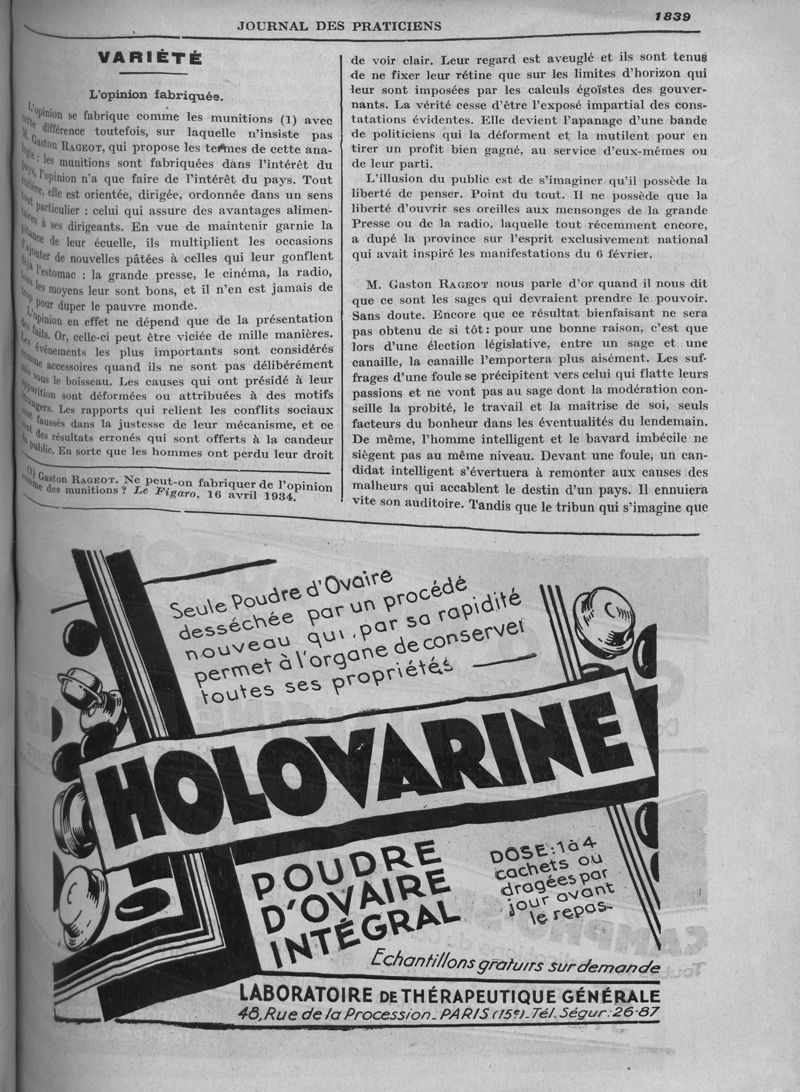 JOURNAL DES PRATICIENS
1839
VARIÉTÉ
L'opinion fabriquée.
L'opinion se fabrique comme les munitions (1) avec
cette différence toutefois, sur laquelle n'insiste pas
M. Gaston RAGEOT, qui propose les termes de cette ana-
logie : les munitions sont fabriquées dans l'intérêt du
pays, l'opinion n'a que faire de l'intérêt du pays. Tout
entière, elle est orientée, dirigée, ordonnée dans un sens
tout particulier : celui qui assure des avantages alimen-
taires à ses dirigeants. En vue de maintenir garnie la
pitance de leur écuelle, ils multiplient les occasions
d'ajouter de nouvelles pâtées à celles qui leur gonflent
déjà l'estomac : la grande presse, le cinéma, la radio,
tous les moyens leur sont bons, et il n'en est jamais de
trop pour duper le pauvre monde.
L'opinion en effet ne dépend que de la présentation
des faits. Or, celle-ci peut être viciée de mille manières.
Les événements les plus importants sont considérés
comme accessoires quand ils ne sont pas délibérément
mis sous le boisseau. Les causes qui ont présidé à leur
apparition sont déformées ou attribuées à des motifs
étrangers. Les rapports qui relient les conflits sociaux
sont faussés dans la justesse de leur mécanisme, et ce
sont des résultats erronés qui sont offerts à la candeur
du public. En sorte que les hommes ont perdu leur droit
(1) Gaston RAGEOT. Ne peut-on fabriquer de l'opinion
comme des munitions ? Le Figaro, 16 avril 1934.
de voir clair. Leur regard est aveuglé et ils sont tenus
de ne fixer leur rétine que sur les limites d'horizon qui
leur sont imposées par les calculs égoïstes des gouver-
nants. La vérité cesse d'être l'exposé impartial des cons-
tatations évidentes. Elle devient l'apanage d'une bande
de politiciens qui la déforment et la mutilent pour en
tirer un profit bien gagné, au service d'eux-mêmes ou
de leur parti.
L'illusion du public est de s'imaginer qu'il possède la
liberté de penser. Point du tout. Il ne possède que la
liberté d'ouvrir ses oreilles aux mensonges de la grande
Presse ou de la radio, laquelle tout récemment encore,
a dupé la province sur l'esprit exclusivement national
qui avait inspiré les manifestations du 6 février.
M. Gaston RAGEOT nous parle d'or quand il nous dit
que ce sont les sages qui devraient prendre le pouvoir.
Sans doute. Encore que ce résultat bienfaisant ne sera
pas obtenu de si tôt : pour une bonne raison, c'est que
lors d'une élection législative, entre un sage et une
canaille, la canaille l'emportera plus aisément. Les suf-
frages d'une foule se précipitent vers celui qui flatte leurs
passions et ne vont pas au sage dont la modération con-
seille la probité, le travail et la maîtrise de soi, seuls
facteurs du bonheur dans les éventualités du lendemain.
De même, l'homme intelligent et le bavard imbécile ne
siègent pas au même niveau. Devant une foule, un can-
didat intelligent s'évertuera à remonter aux causes des
malheurs qui accablent le destin d'un pays. Il ennuiera
vite son auditoire. Tandis que le tribun qui s'imagine que
Seule Poudre d'Ovaire
desséchée par un procédé
nouveau qui, par sa rapidité
permet à l'organe de conserver
toutes ses propriétés
HOLOVARINE
POUDRE
D'OVAIRE
INTÉGRAL
DOSE : 1 à 4
cachets ou
dragées par
jour avant
le repas.
Echantillons gratuits sur demande
LABORATOIRE DE THÉRAPEUTIQUE GÉNÉRALE
48, Rue de la Procession. PARIS (15e). Tél. Ségur : 26-87